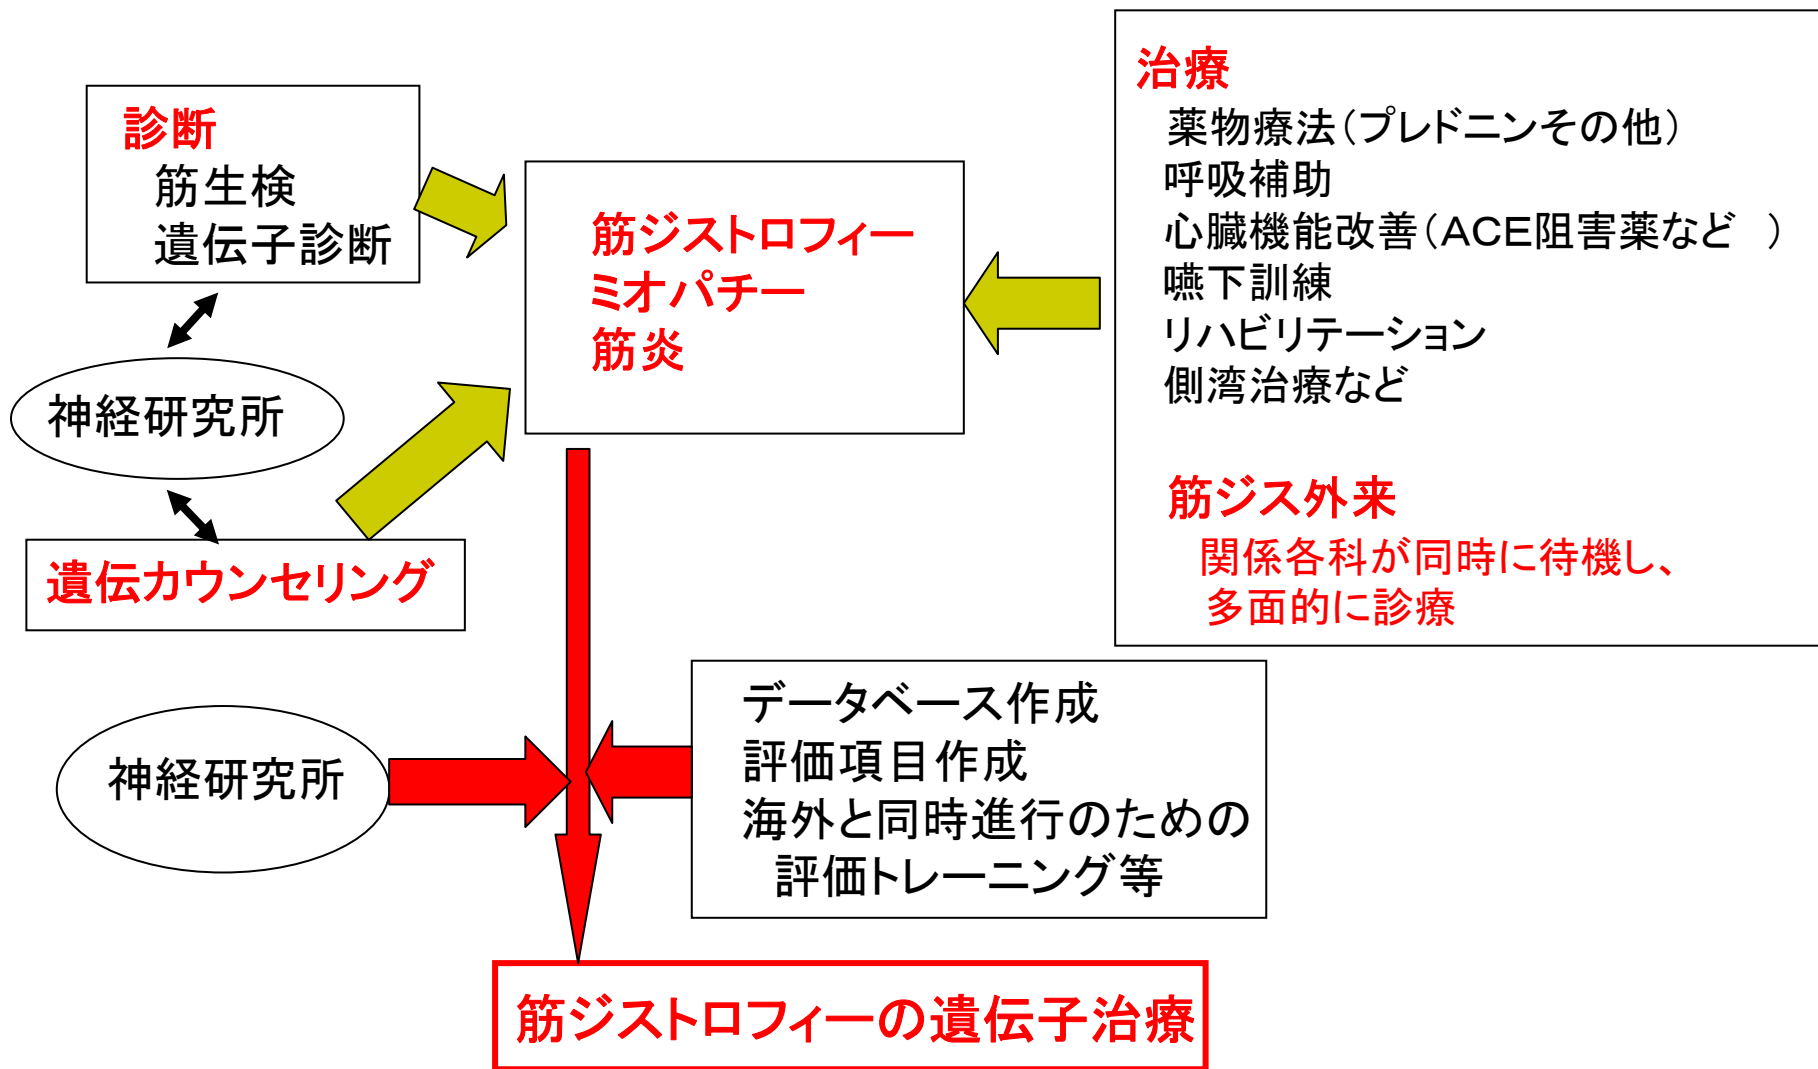 診断
筋生検
遺伝子診断
神経研究所
遺伝カウンセリング
筋ジストロフィー
ミオパチー
筋炎
治療
薬物療法(プレドニンその他)
呼吸補助
心臓機能改善(ACE阻害薬など　)
嚥下訓練
リハビリテーション
側湾治療など
筋ジス外来
関係各科が同時に待機し、
多面的に診療
神経研究所
データベース作成
評価項目作成
海外と同時進行のための
評価トレーニング等
筋ジストロフィーの遺伝子治療